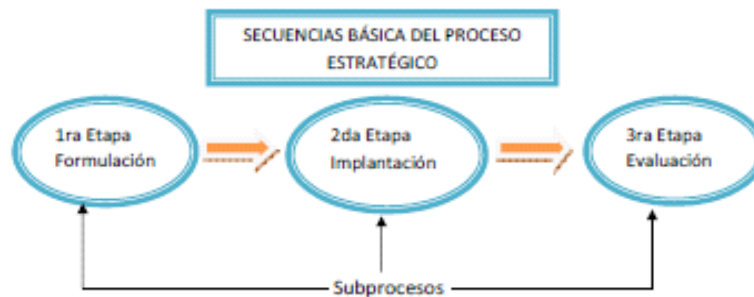 SECUENCIAS BÁSICA DEL PROCESO
ESTRATÉGICO
1ra Etapa
Formulación
2da Etapa
Implantación
3ra Etapa
Evaluación
Subprocesos